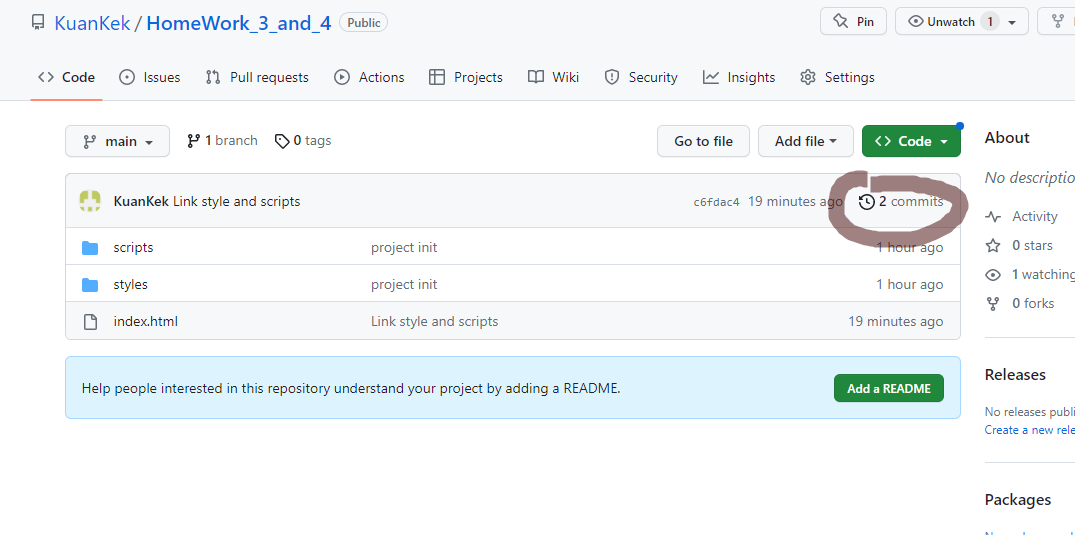 KuanKek / HomeWork_3_and_4 Public
Pin
Unwatch 1
Code
Issues
Pull requests
Actions
Projects
Wiki
Security
Insights
Settings
main
1 branch
0 tags
Go to file
Add file
Code
KuanKek Link style and scripts
c6fdac4 19 minutes ago
2 commits
scripts project init 1 hour ago
styles project init 1 hour ago
index.html Link style and scripts 19 minutes ago
Help people interested in this repository understand your project by adding a README.
Add a README
About
No descriptio
Activity
0 stars
1 watching
0 forks
Releases
No releases publi
Create a new rele
Packages